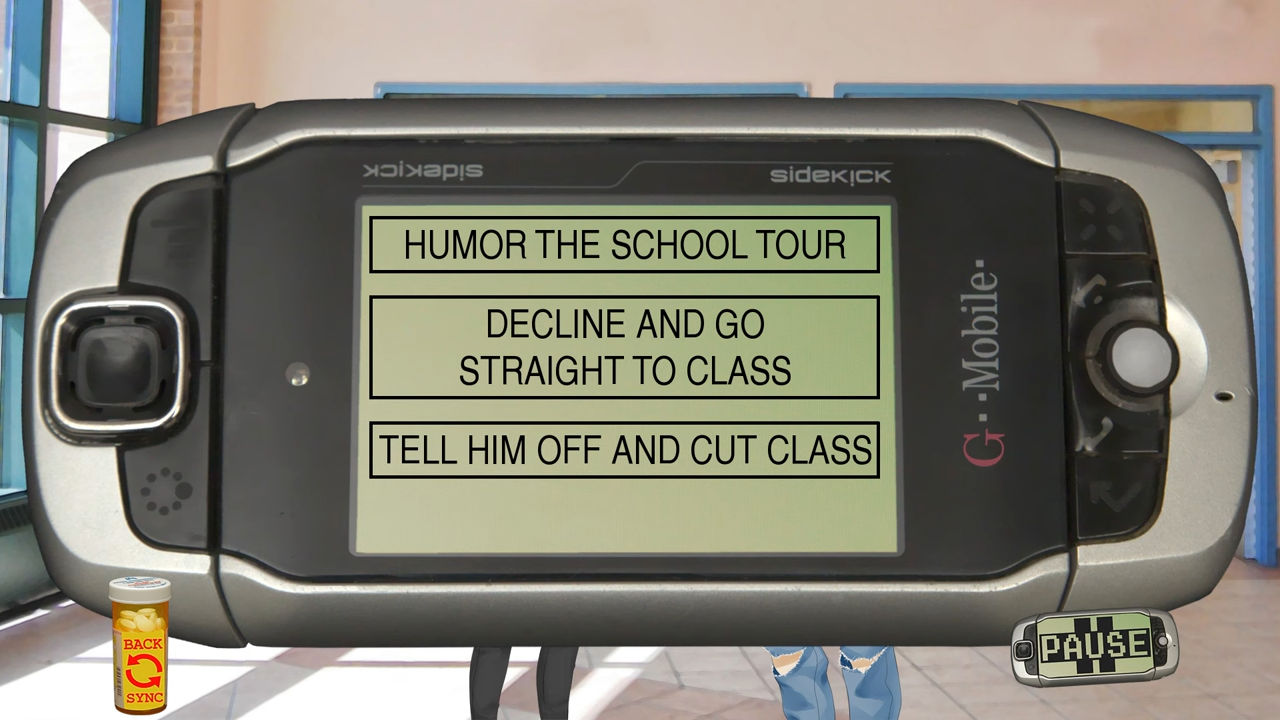 sidekick
sidekick
HUMOR THE SCHOOL TOUR
DECLINE AND GO
STRAIGHT TO CLASS
TELL HIM OFF AND CUT CLASS
T··Mobile·
BACK
SYNC
PAUSE